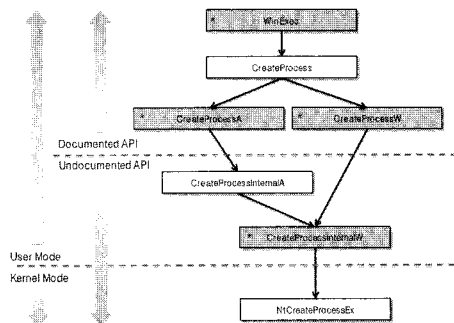 * WinExec
CreateProcess
* CreateProcessA
* CreateProcessW
Documented API
Undocumented API
CreateProcessInternalA
* CreateProcessInternalW
User Mode
Kernel Mode
NtCreateProcessEx